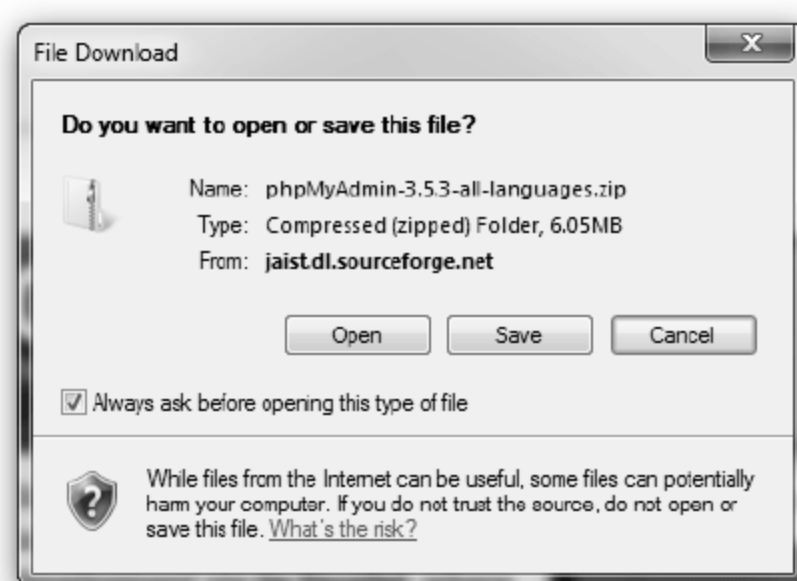 File Download
Do you want to open or save this file?
Name: phpMyAdmin-3.5.3-all-languages.zip
Type: Compressed (zipped) Folder, 6.05MB
From: jaist.dl.sourceforge.net
Open Save Cancel
Always ask before opening this type of file
While files from the Internet can be useful, some files can potentially
harm your computer. If you do not trust the source, do not open or
save this file. What's the risk?